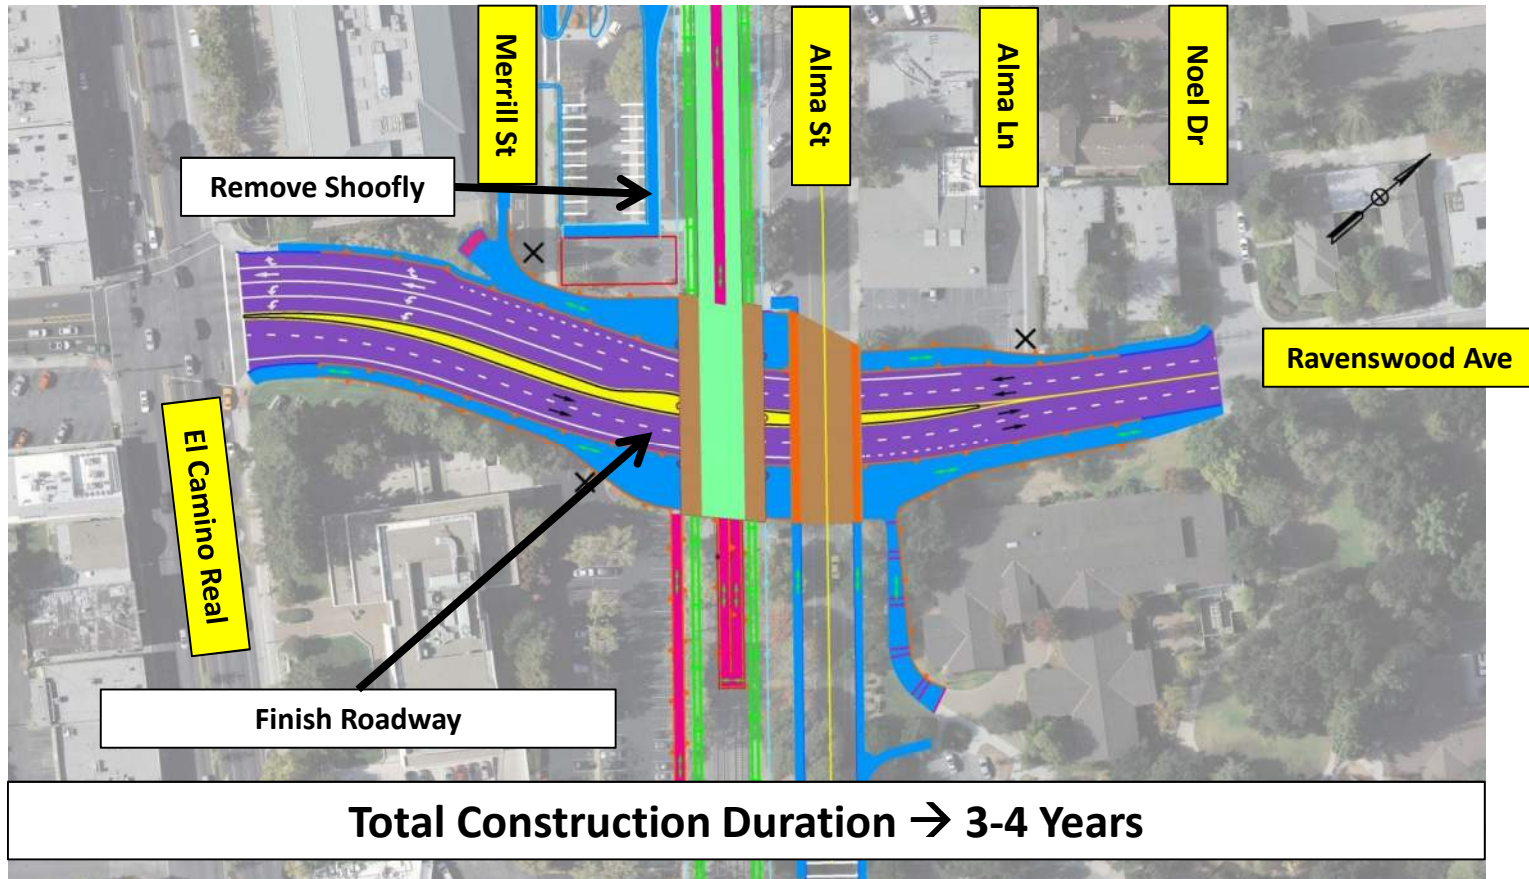 Merrill St
Alma St
Alma Ln
Noel Dr
Remove Shoofly
Ravenswood Ave
El Camino Real
Finish Roadway
Total Construction Duration → 3-4 Years